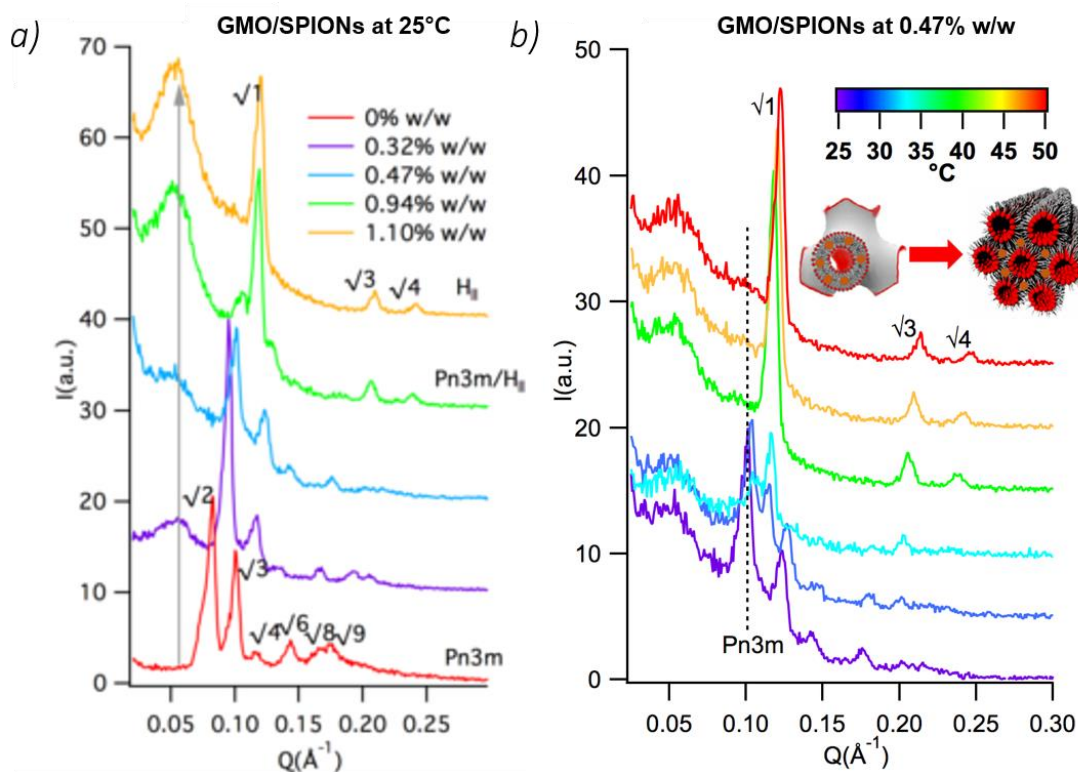 a)
GMO/SPIONs at 25°C
70
60
50
40
30
20
10
0
I(a.u.)
0.05
0.10
0.15
0.20
0.25
Q(Å⁻¹)
√1
0% w/w
0.32% w/w
0.47% w/w
0.94% w/w
1.10% w/w
√3
√4
H_II
Pn3m/H_II
√2
√3
√4
√6
√8
√9
Pn3m
b)
GMO/SPIONs at 0.47% w/w
50
40
30
20
10
0
I(a.u.)
√1
25
30
35
40
45
50
°C
√3
√4
Pn3m
0.05
0.10
0.15
0.20
0.25
0.30
Q(Å⁻¹)